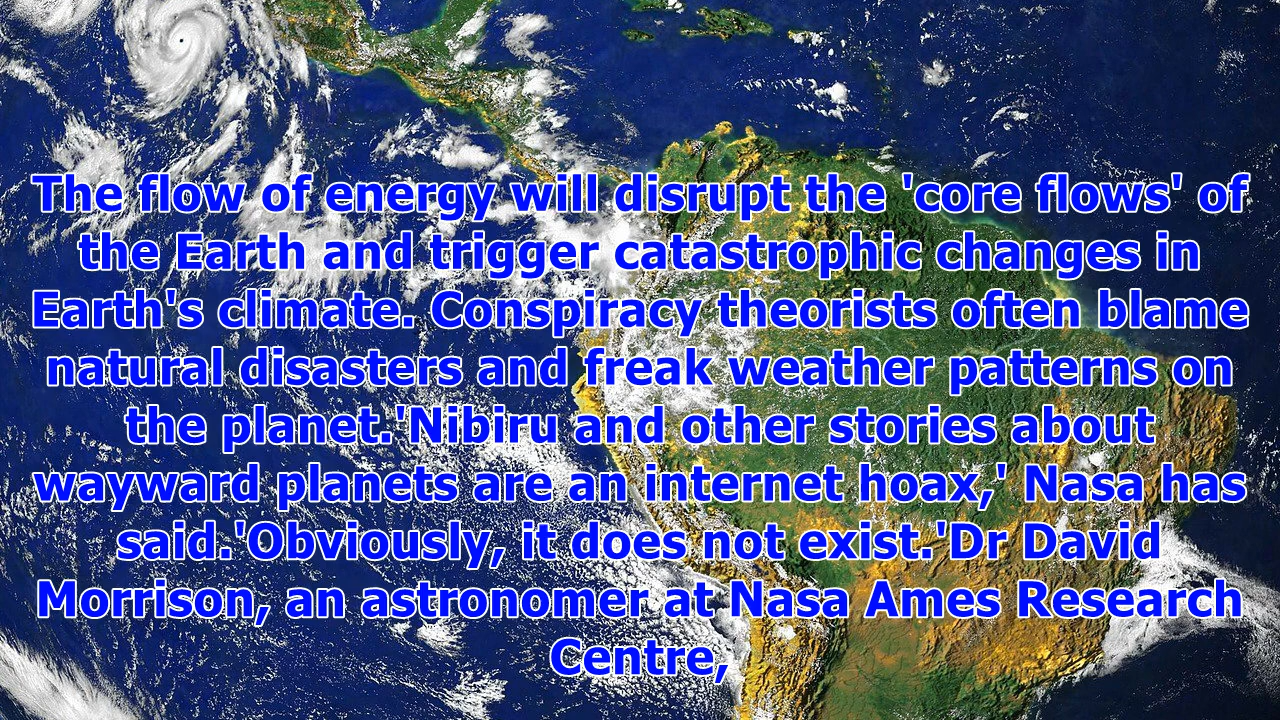 The flow of energy will disrupt the 'core flows' of
the Earth and trigger catastrophic changes in
Earth's climate. Conspiracy theorists often blame
natural disasters and freak weather patterns on
the planet.'Nibiru and other stories about
wayward planets are an internet hoax,' Nasa has
said.'Obviously, it does not exist.'Dr David
Morrison, an astronomer at Nasa Ames Research
Centre,